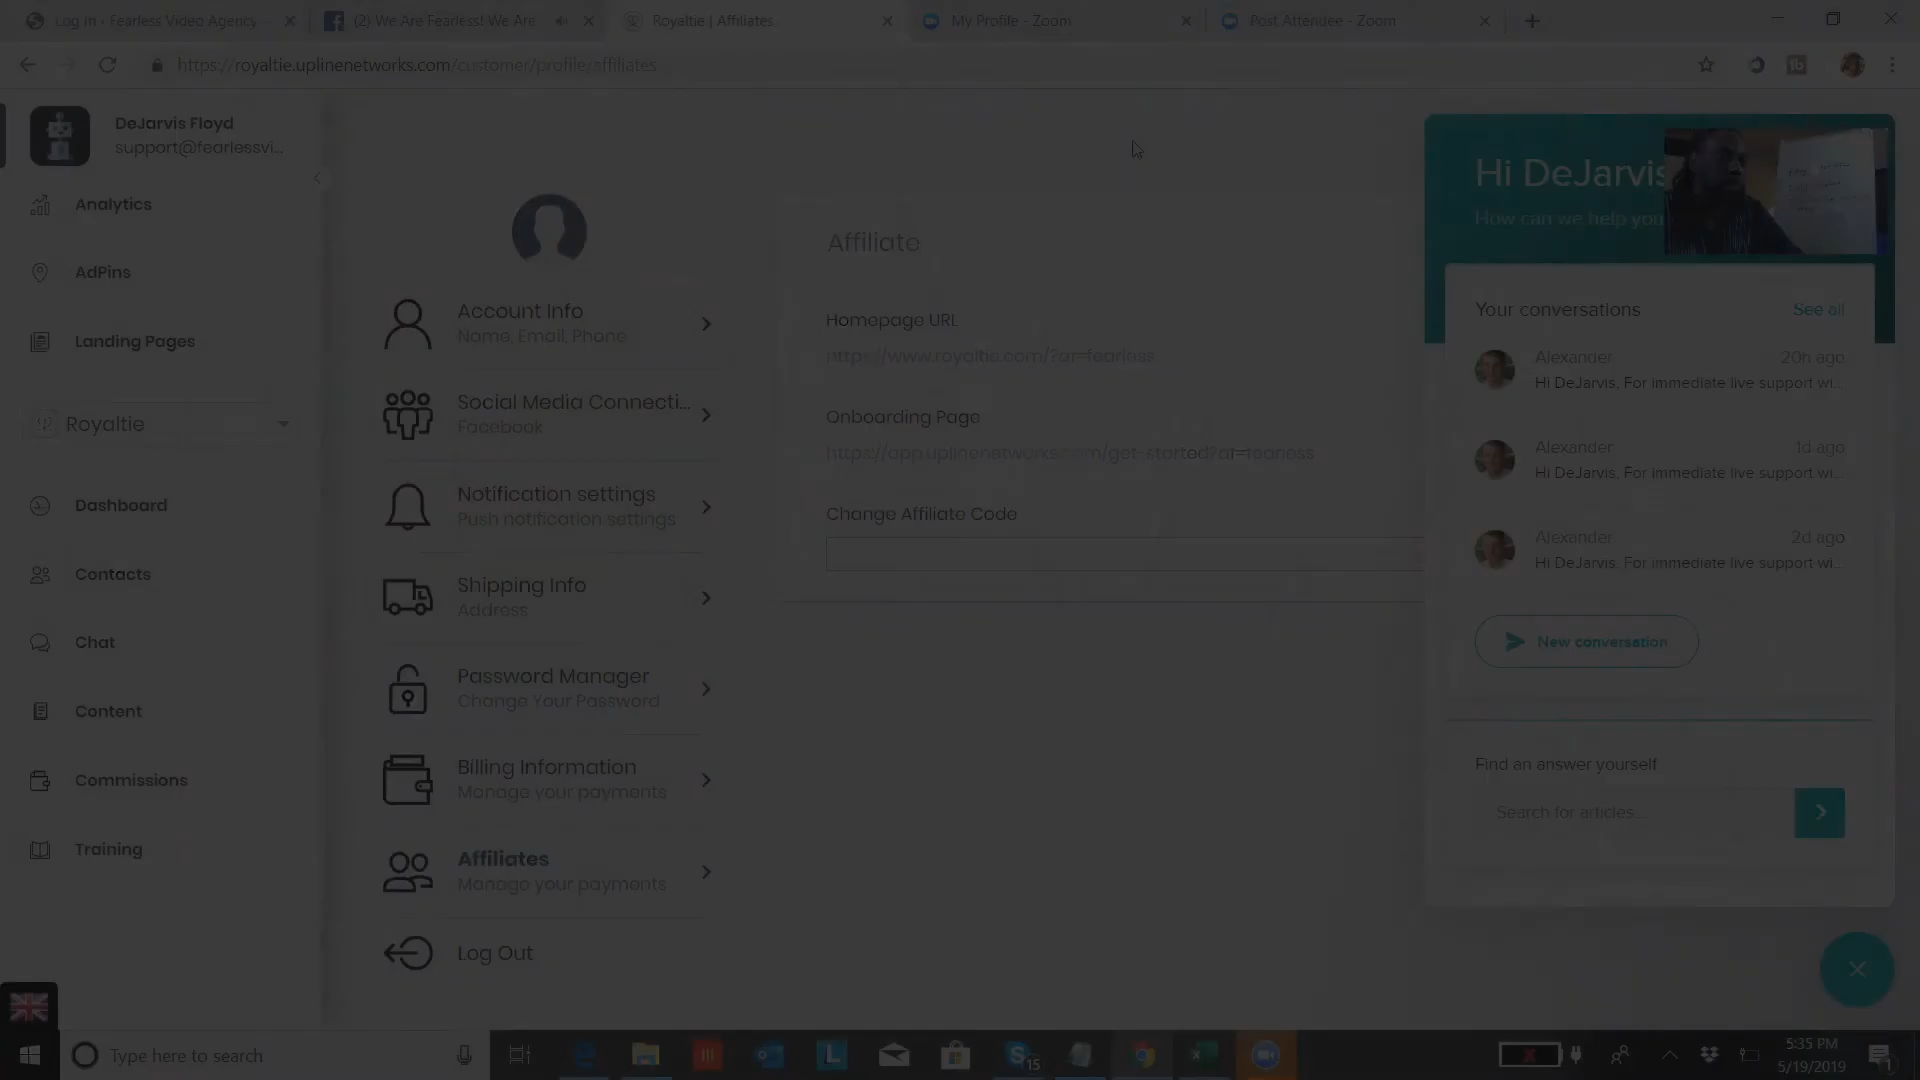 Log In - Fearless Video Agency
(2) We Are Fearless! We Are
Royaltie | Affiliates
My Profile - Zoom
Post Attendee - Zoom
https://royaltie.uplinenetworks.com/customer/profile/affiliates
DeJarvis Floyd
support@fearlessvi...
Analytics
AdPins
Landing Pages
Royaltie
Dashboard
Contacts
Chat
Content
Commissions
Training
Account Info
Name, Email, Phone
Social Media Connecti...
Facebook
Notification settings
Push notification settings
Shipping Info
Address
Password Manager
Change Your Password
Billing Information
Manage your payments
Affiliates
Manage your payments
Log Out
Affiliate
Homepage URL
https://www.royaltie.com/?ar=fearless
Onboarding Page
https://app.uplinenetworks.com/get-started?ar=fearless
Change Affiliate Code
Hi DeJarvis
How can we help you
Your conversations
See all
Alexander
20h ago
Hi DeJarvis, For immediate live support wi...
Alexander
1d ago
Hi DeJarvis, For immediate live support wi...
Alexander
2d ago
Hi DeJarvis, For immediate live support wi...
New conversation
Find an answer yourself
Search for articles...
Type here to search
15
5:35 PM
5/19/2019
1